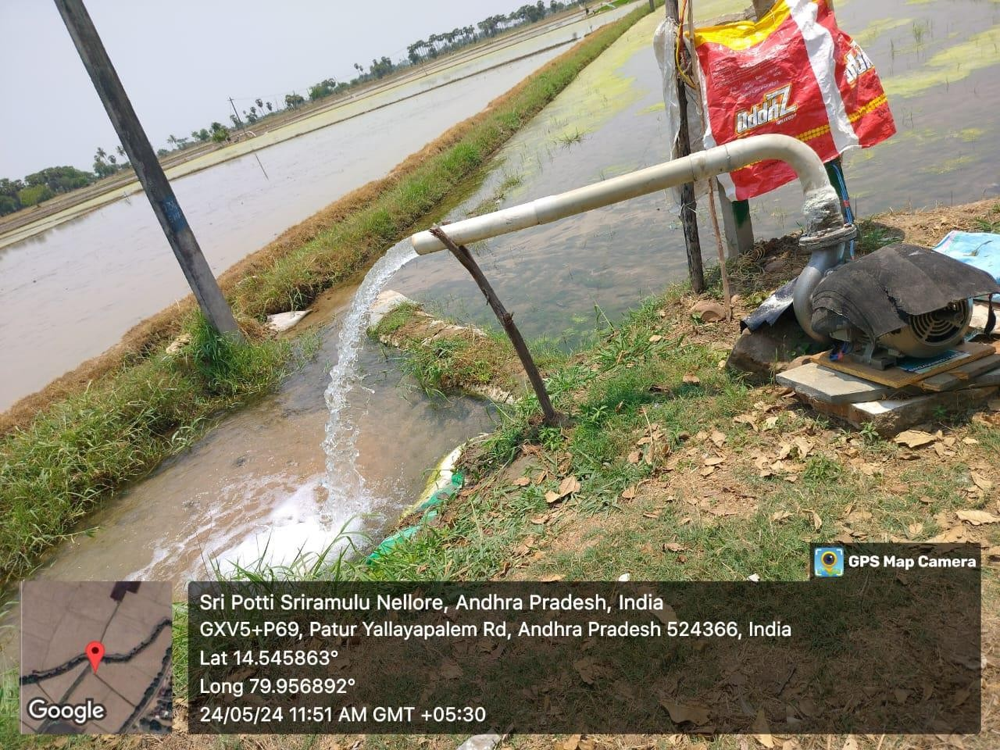 Zzippa
GPS Map Camera
Sri Potti Sriramulu Nellore, Andhra Pradesh, India
GXV5+P69, Patur Yallayapalem Rd, Andhra Pradesh 524366, India
Lat 14.545863°
Long 79.956892°
24/05/24 11:51 AM GMT +05:30
Google